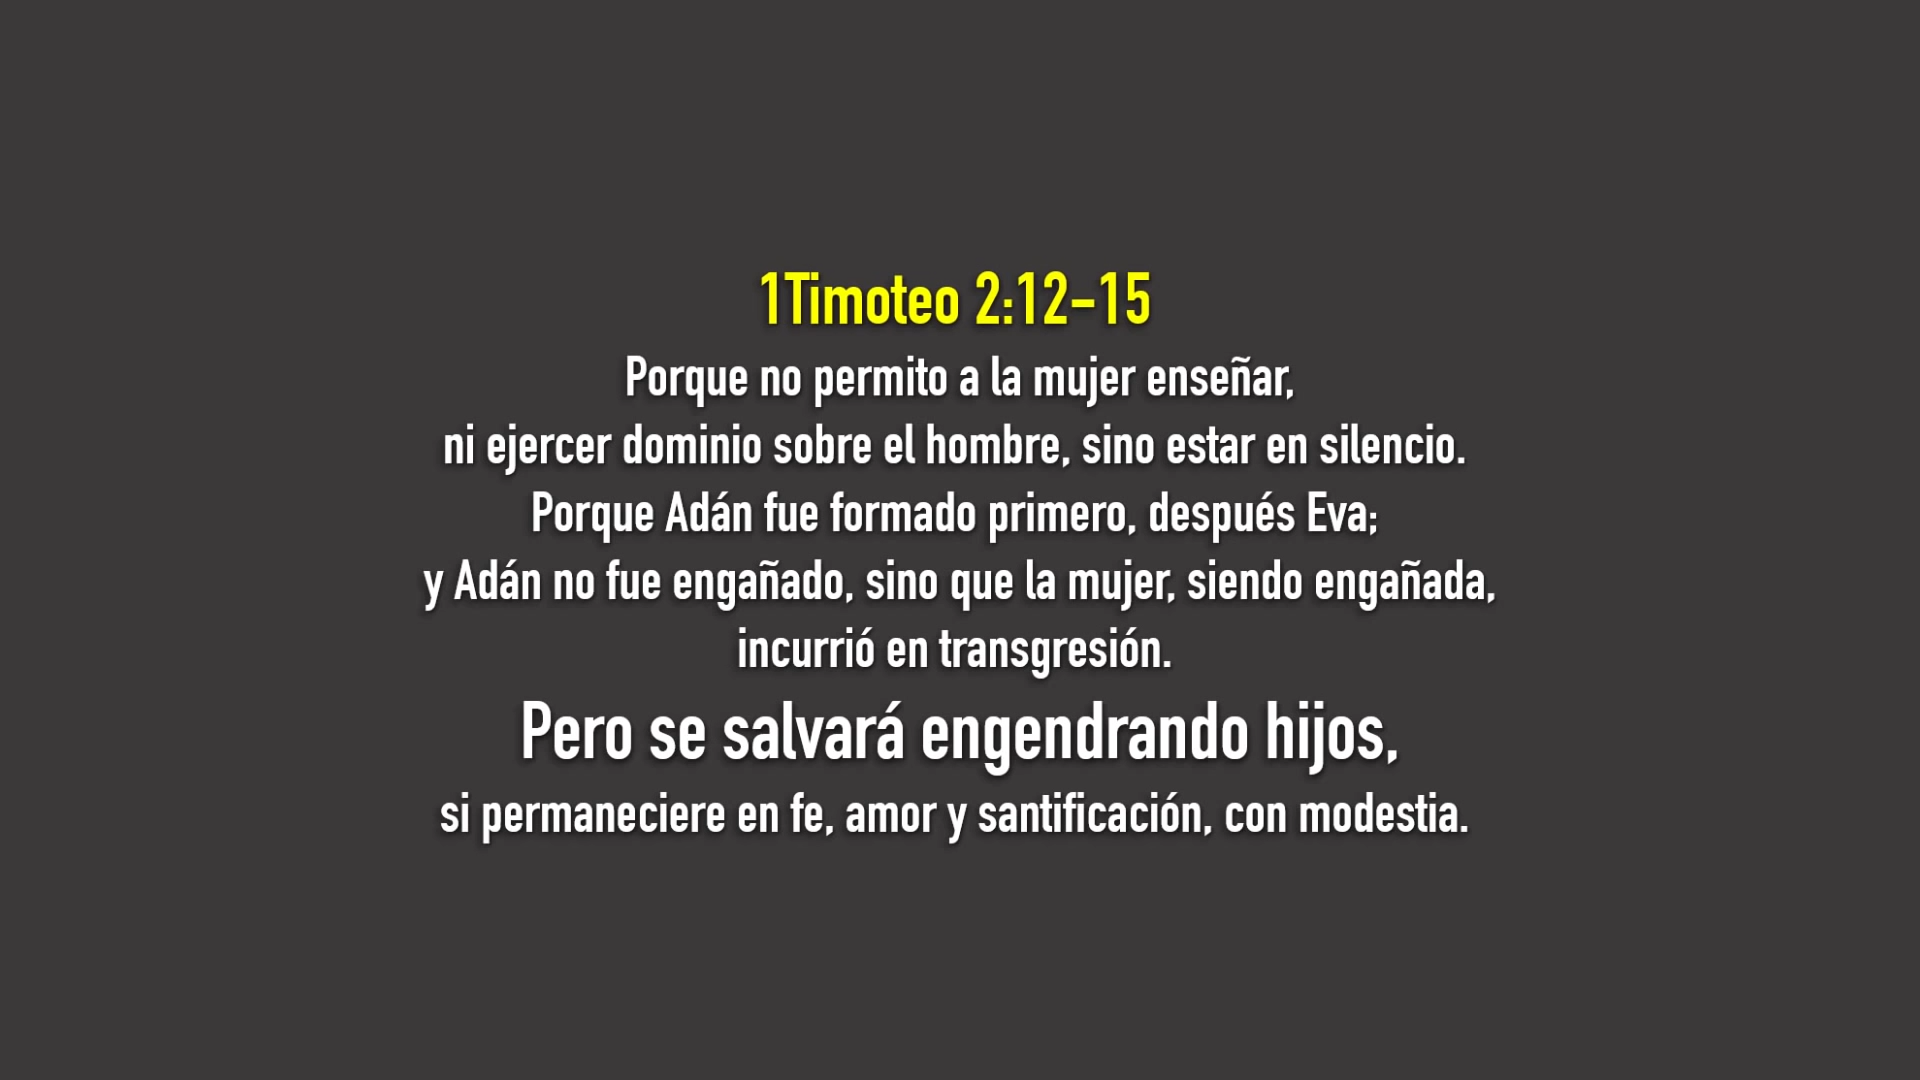 1Timoteo 2:12-15
Porque no permito a la mujer enseñar,
ni ejercer dominio sobre el hombre, sino estar en silencio.
Porque Adán fue formado primero, después Eva;
y Adán no fue engañado, sino que la mujer, siendo engañada,
incurrió en transgresión.
Pero se salvará engendrando hijos,
si permaneciere en fe, amor y santificación, con modestia.